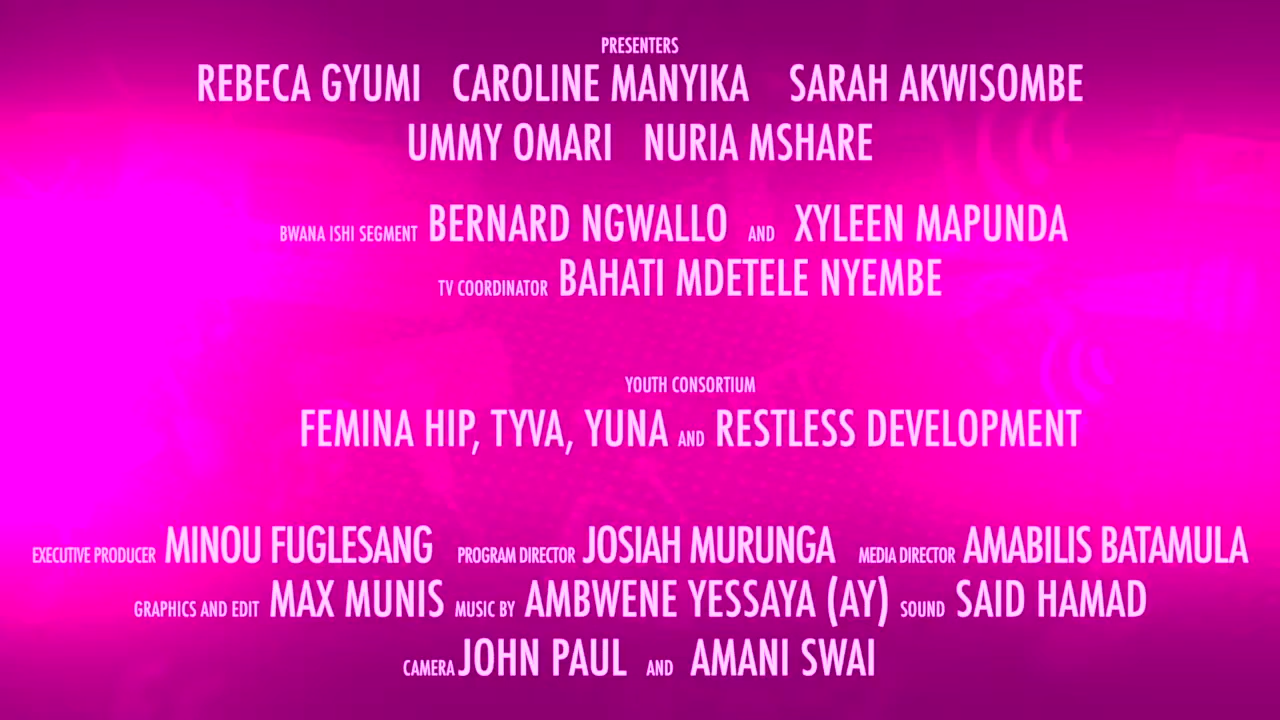 PRESENTERS
REBECA GYUMI CAROLINE MANYIKA SARAH AKWISOMBE
UMMY OMARI NURIA MSHARE
BWANA ISHI SEGMENT BERNARD NGWALLO AND XYLEEN MAPUNDA
TV COORDINATOR BAHATI MDETELE NYEMBE
YOUTH CONSORTIUM
FEMINA HIP, TYVA, YUNA AND RESTLESS DEVELOPMENT
EXECUTIVE PRODUCER MINOU FUGLESANG PROGRAM DIRECTOR JOSIAH MURUNGA MEDIA DIRECTOR AMABILIS BATAMULA
GRAPHICS AND EDIT MAX MUNIS MUSIC BY AMBWENE YESSAYA (AY) SOUND SAID HAMAD
CAMERA JOHN PAUL AND AMANI SWAI